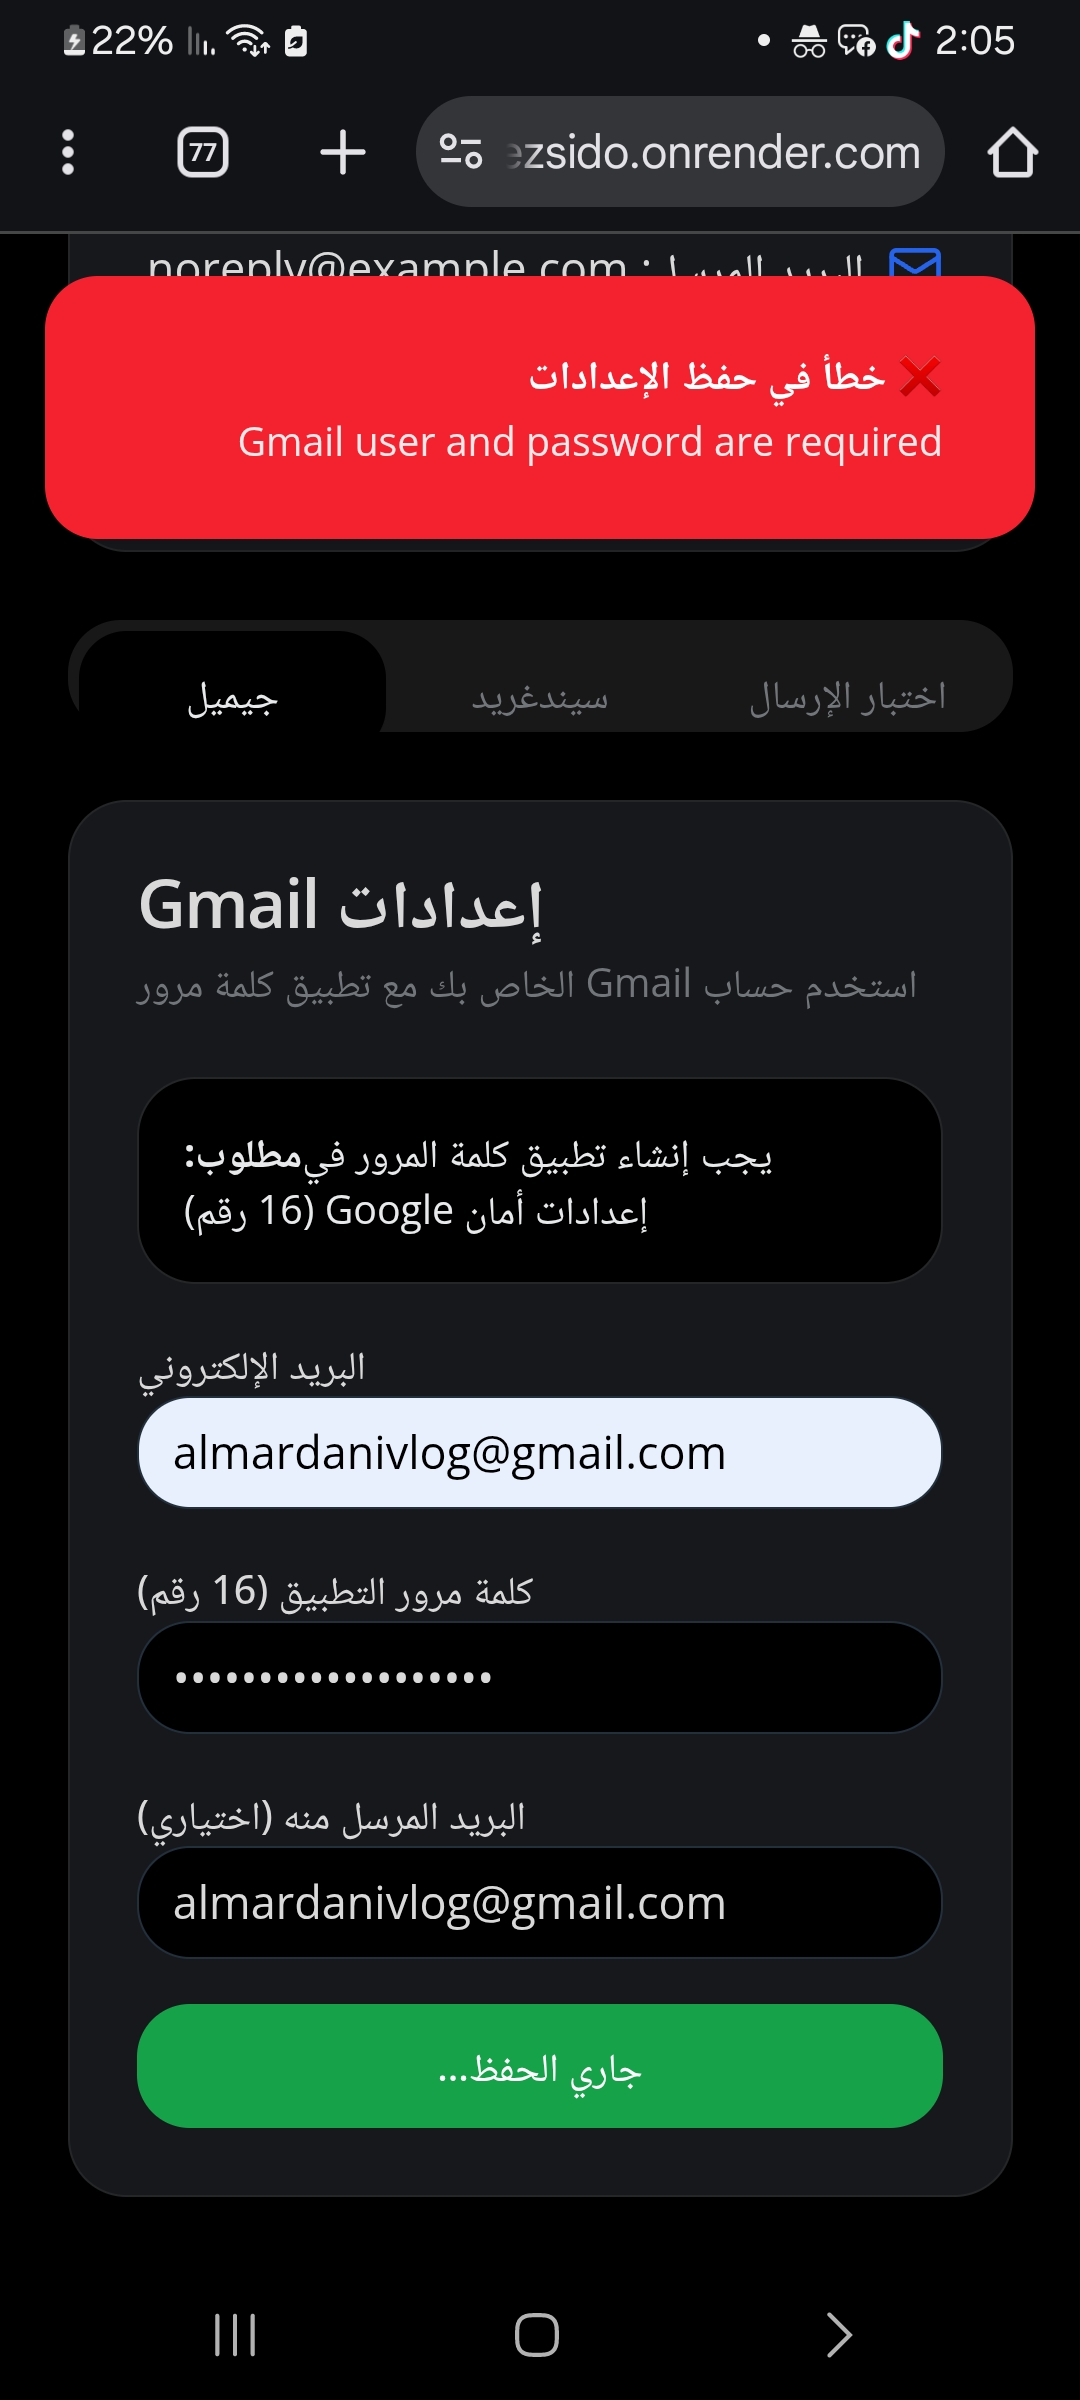 22%
2:05
77
ezsido.onrender.com
البريد المرسل: noreply@example.com
❌ خطأ في حفظ الإعدادات
Gmail user and password are required
اختبار الإرسال
سيندغريد
جيميل
إعدادات Gmail
استخدم حساب Gmail الخاص بك مع تطبيق كلمة مرور
مطلوب: يجب إنشاء تطبيق كلمة المرور في
إعدادات أمان Google (16 رقم)
البريد الإلكتروني
almardanivlog@gmail.com
كلمة مرور التطبيق (16 رقم)
•••••••••••••••••••
البريد المرسل منه (اختياري)
almardanivlog@gmail.com
جاري الحفظ...